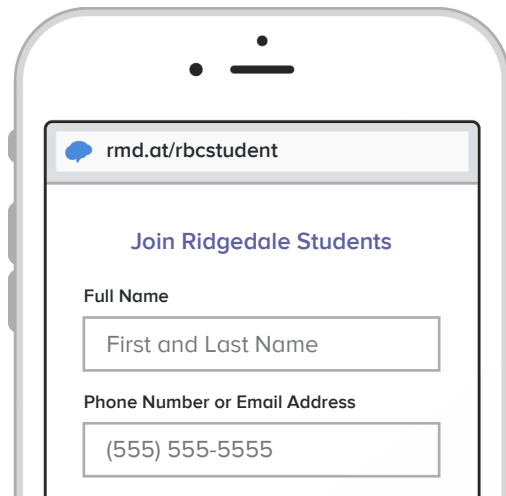 rmd.at/rbcstudent
Join Ridgedale Students
Full Name
First and Last Name
Phone Number or Email Address
(555) 555-5555